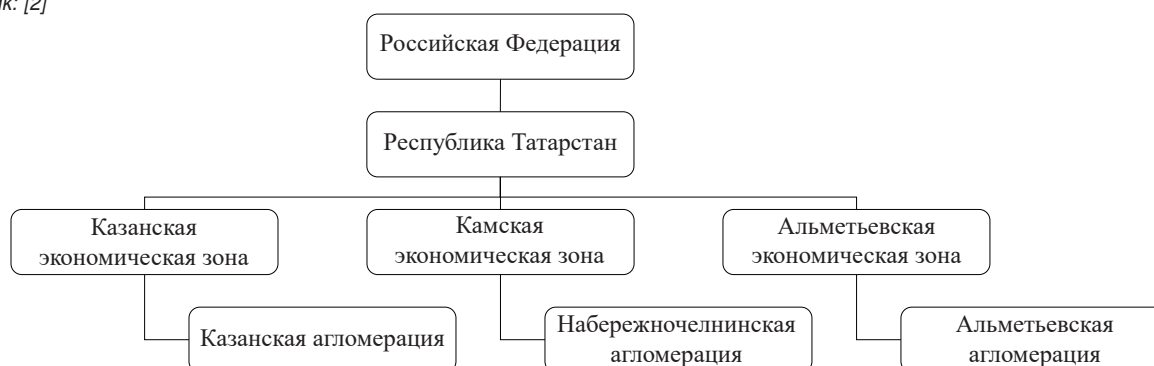 к: [2]
Российская Федерация
Республика Татарстан
Казанская
экономическая зона
Камская
экономическая зона
Альметьевская
экономическая зона
Казанская агломерация
Набережночелнинская
агломерация
Альметьевская
агломерация